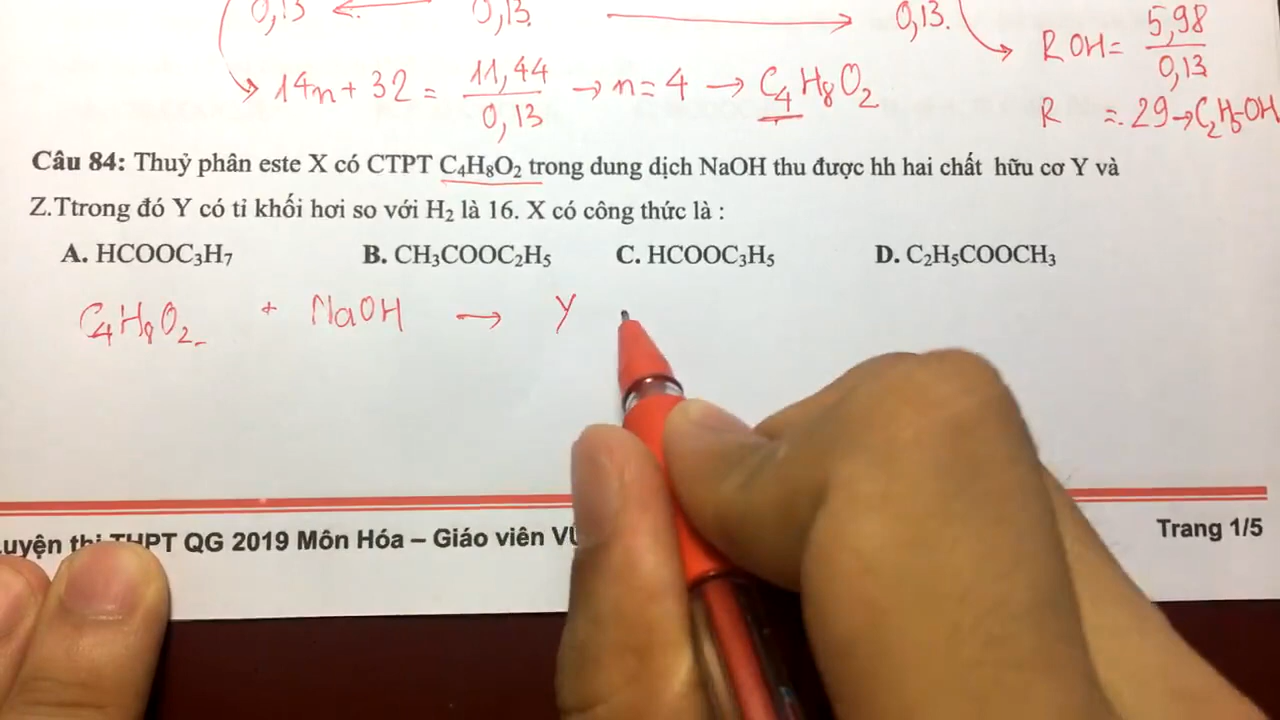 0,13 ← 0,13 → 0,13.
ROH = 5,98 / 0,13
→ 14n + 32 = 11,44 / 0,13 → n = 4 → C4H8O2
R = 29 → C2H5OH
Câu 84: Thuỷ phân este X có CTPT C4H8O2 trong dung dịch NaOH thu được hh hai chất hữu cơ Y và
Z.Ttrong đó Y có tỉ khối hơi so với H2 là 16. X có công thức là :
A. HCOOC3H7 B. CH3COOC2H5 C. HCOOC3H5 D. C2H5COOCH3
C4H8O2 + NaOH → Y
uyện thi THPT QG 2019 Môn Hóa – Giáo viên
Trang 1/5